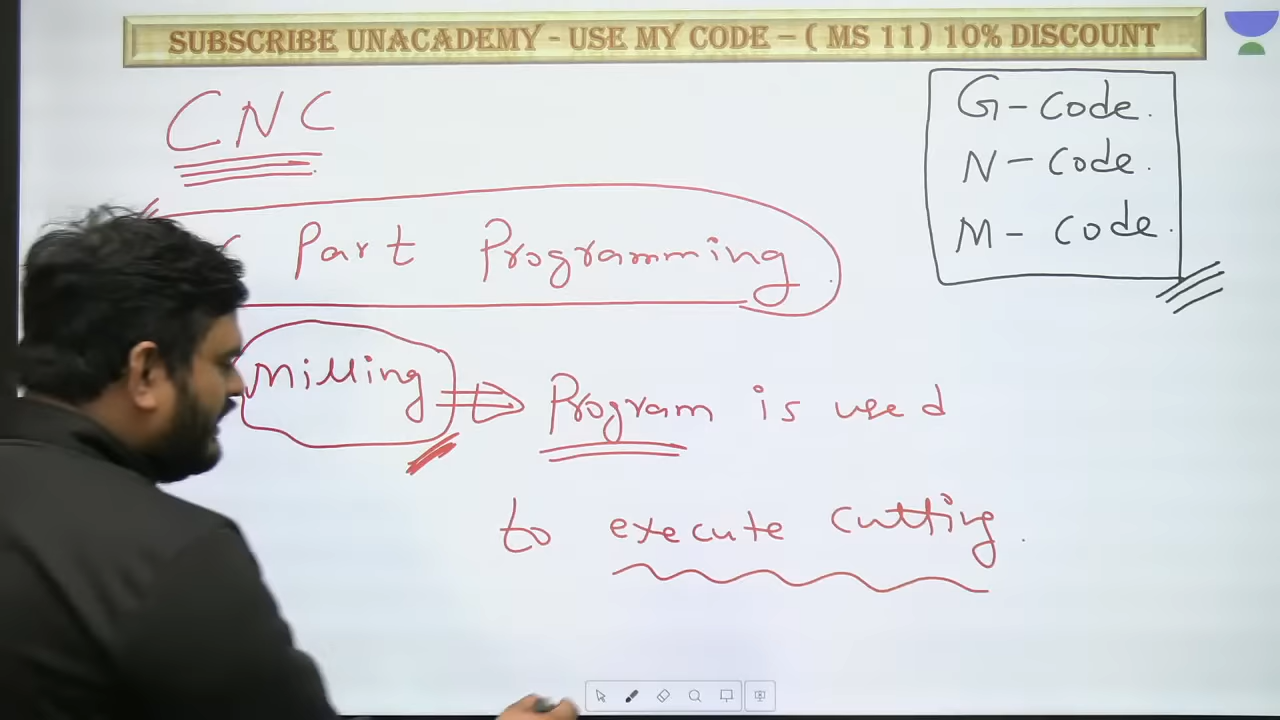 SUBSCRIBE UNACADEMY - USE MY CODE – ( MS 11) 10% DISCOUNT
CNC
Part Programming
Milling
Program is used
to execute cutting.
G - Code.
N - Code.
M - Code.